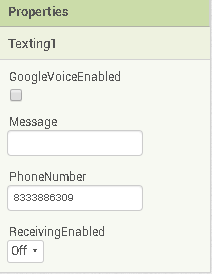 Properties
Texting1
GoogleVoiceEnabled
Message
PhoneNumber
8333886309
ReceivingEnabled
Off